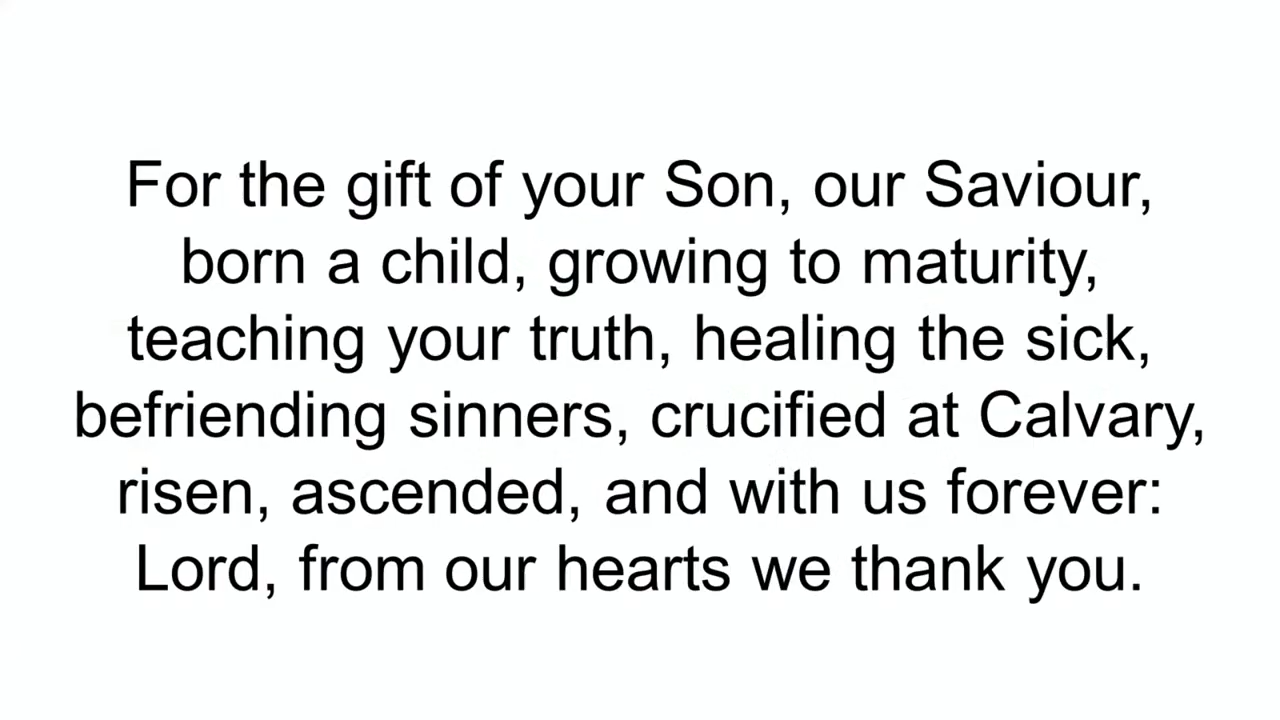 For the gift of your Son, our Saviour,
born a child, growing to maturity,
teaching your truth, healing the sick,
befriending sinners, crucified at Calvary,
risen, ascended, and with us forever:
Lord, from our hearts we thank you.